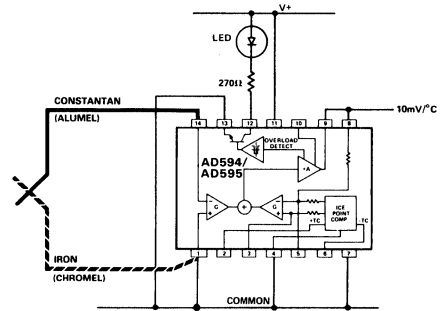 V+
LED
270Ω
CONSTANTAN
(ALUMEL)
10mV/°C
14 13 12 11 10 9 8
OVERLOAD
DETECT
AD594/
AD595
+A
G
+
G
ICE
POINT
COMP
+TC
-TC
IRON
(CHROMEL)
1 2 3 4 5 6 7
COMMON